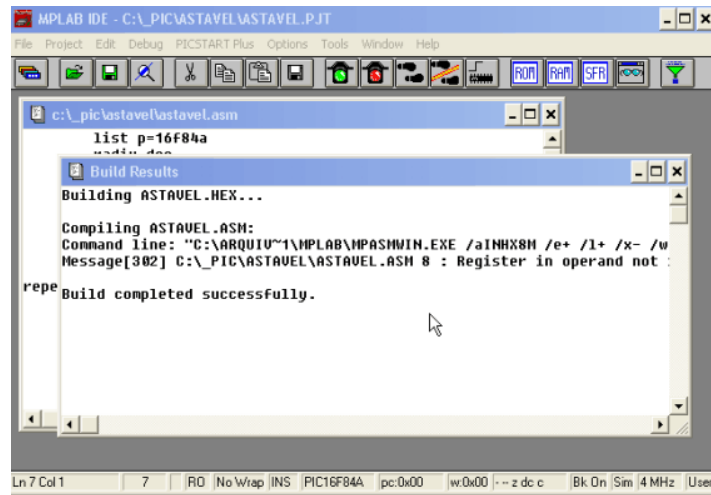 MPLAB IDE - C:\_PIC\ASTAVEL\ASTAVEL.PJT
File Project Edit Debug PICSTART Plus Options Tools Window Help
ROM RAM SFR
c:\_pic\astavel\astavel.asm
list p=16f84a
Build Results
Building ASTAVEL.HEX...
Compiling ASTAVEL.ASM:
Command line: "C:\ARQUIV~1\MPLAB\MPASMWIN.EXE /aINHX8M /e+ /l+ /x- /w
Message[302] C:\_PIC\ASTAVEL\ASTAVEL.ASM 8 : Register in operand not
repe
Build completed successfully.
Ln 7 Col 1 7 RO No Wrap INS PIC16F84A pc:0x00 w:0x00 - -- z dc c Bk On Sim 4 MHz User